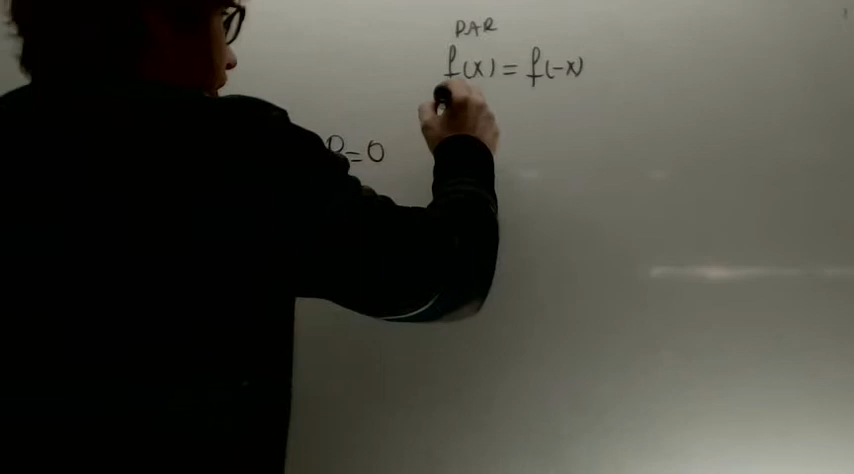 PAR
f(x) = f(-x)
P=0